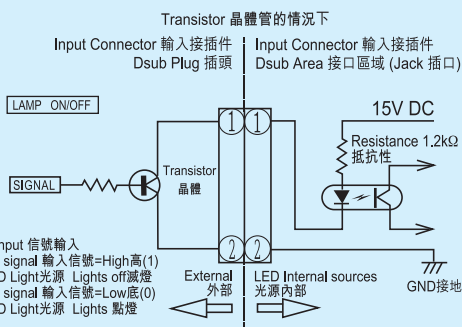 Transistor 晶體管的情況下
Input Connector 輸入接插件
Dsub Plug 插頭
Input Connector 輸入接插件
Dsub Area 接口區域 (Jack 插口)
LAMP ON/OFF
15V DC
1 1
Resistance 1.2kΩ
抵抗性
Transistor
晶體
SIGNAL
2 2
nput 信號輸入
signal 輸入信號=High高(1)
D Light光源 Lights off滅燈
signal 輸入信號=Low底(0)
D Light光源 Lights 點燈
External
外部
LED Internal sources
光源內部
GND接地